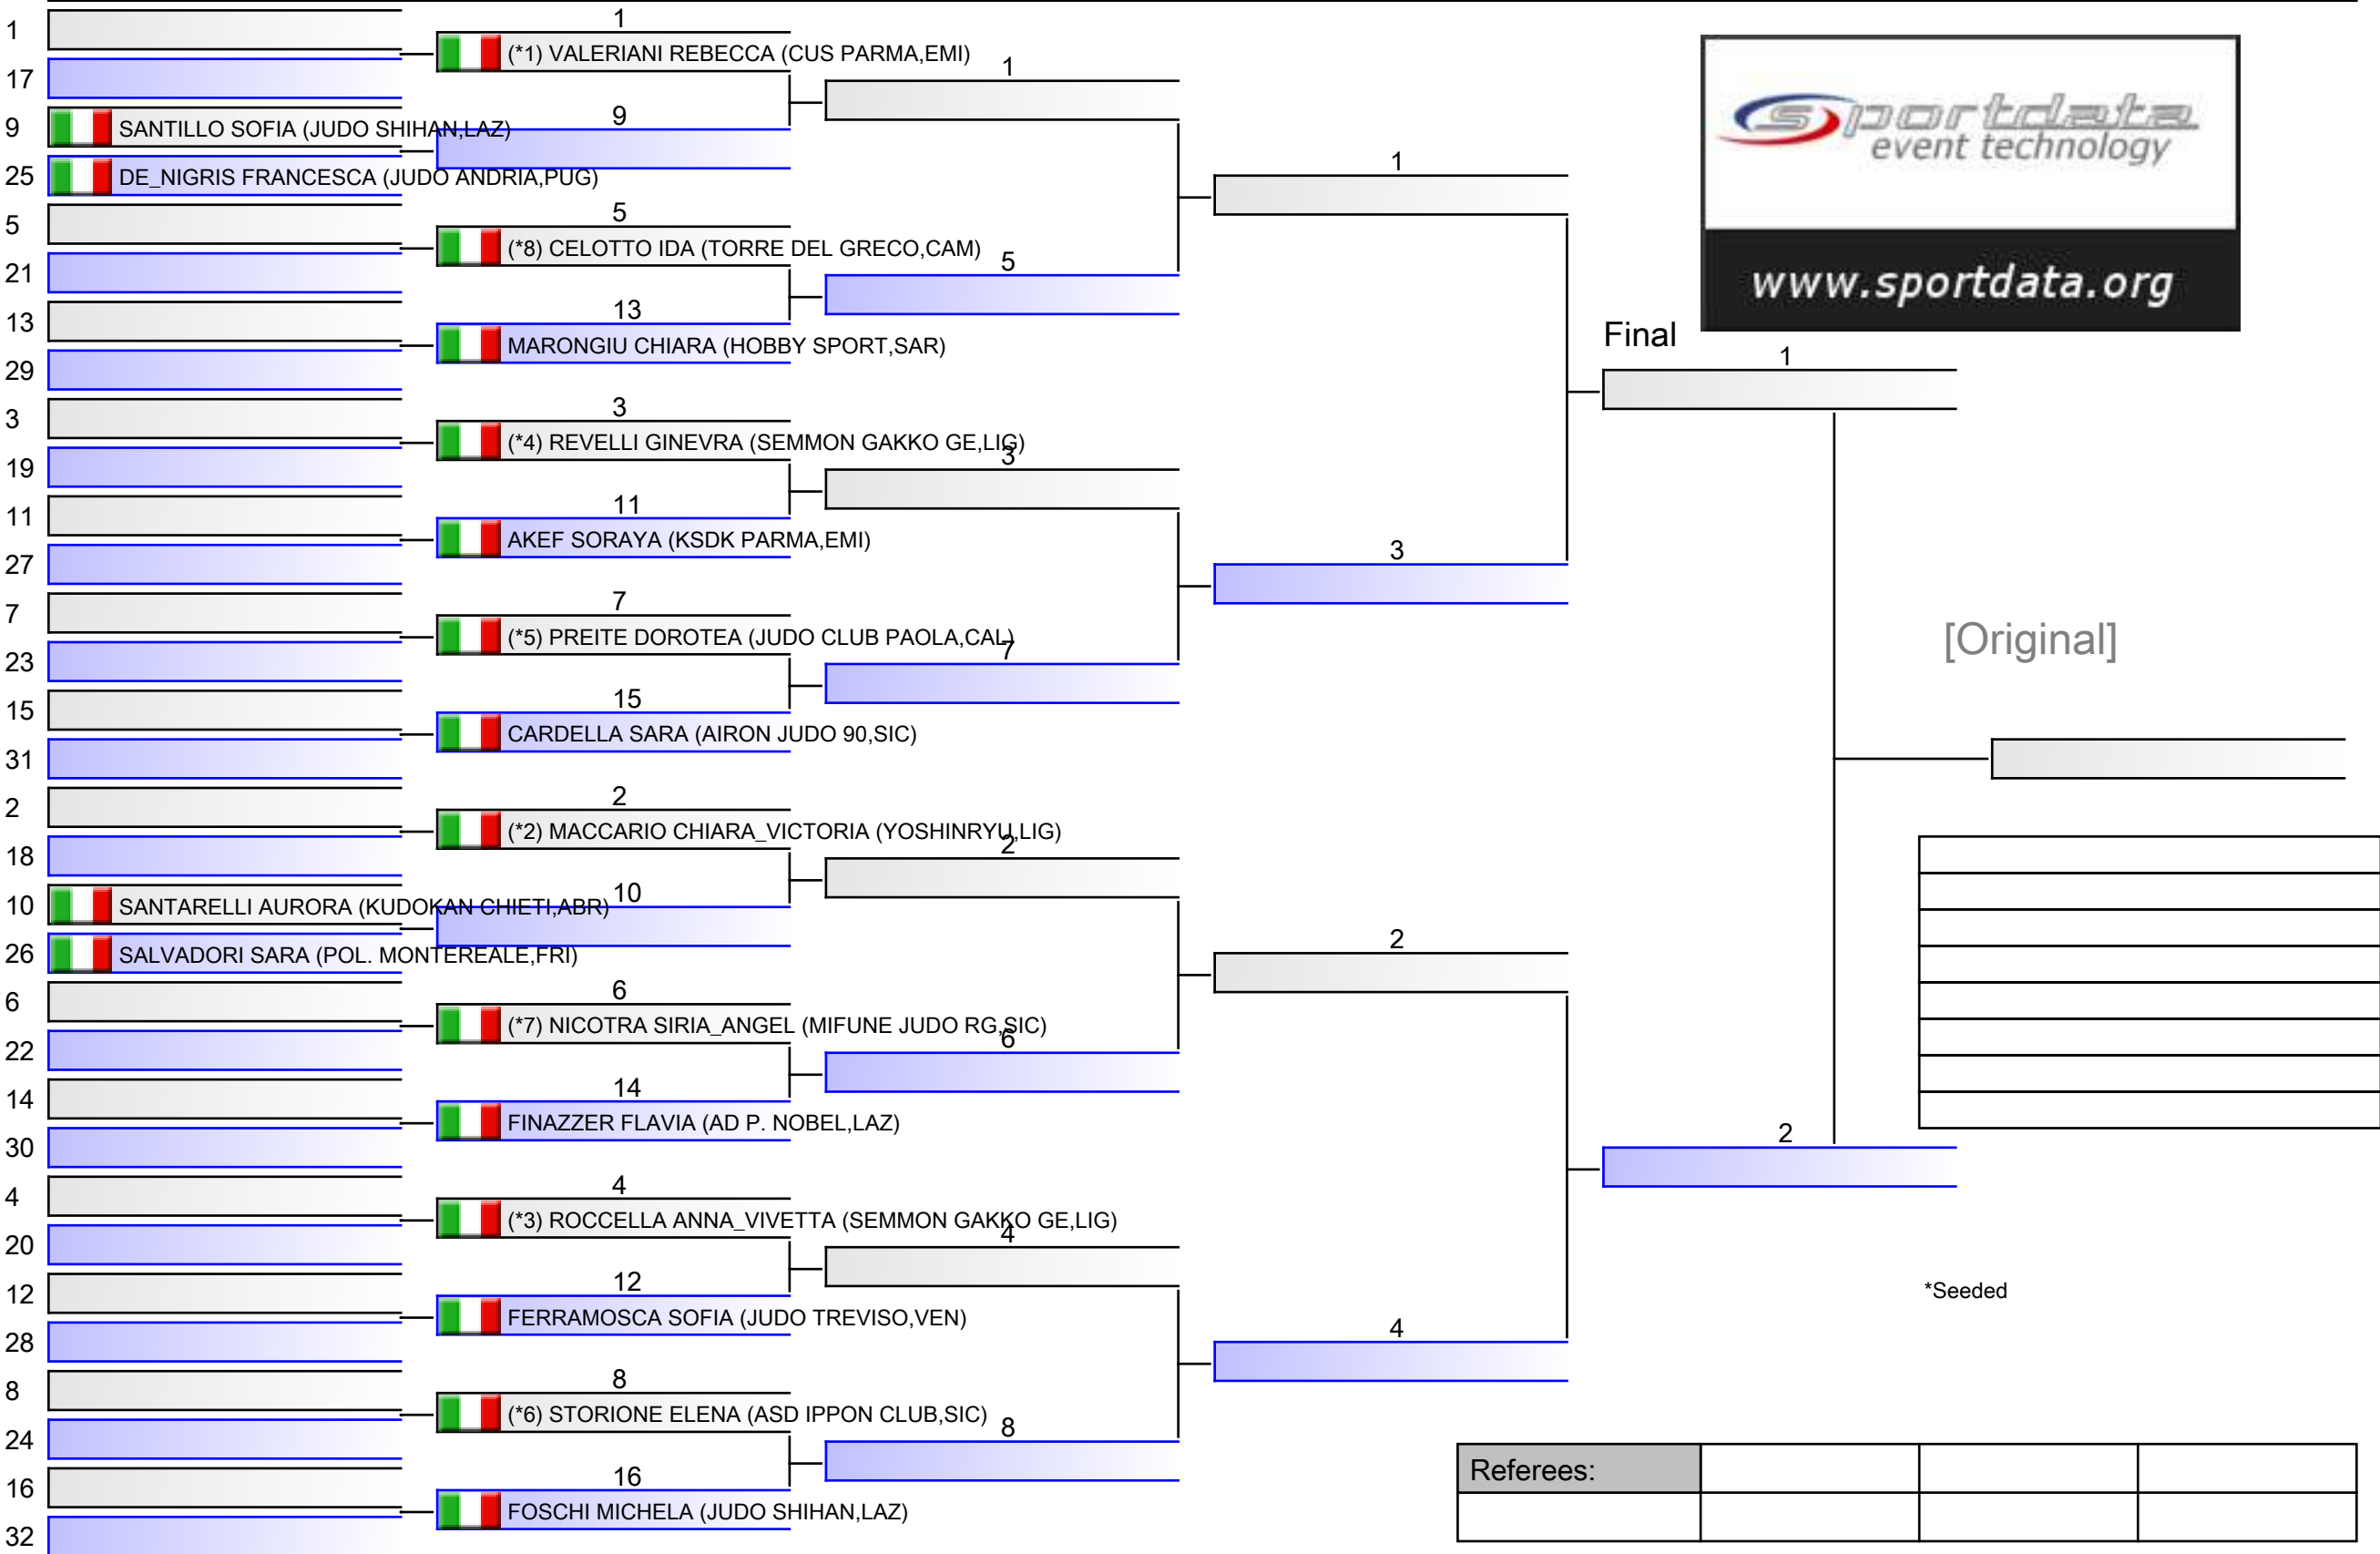 1
17
9 SANTILLO SOFIA (JUDO SHIHAN,LAZ)
25 DE_NIGRIS FRANCESCA (JUDO ANDRIA,PUG)
5
21
13
29
3
19
11
27
7
23
15
31
2
18
10 SANTARELLI AURORA (KUDOKAN CHIETI,ABR)
26 SALVADORI SARA (POL. MONTEREALE,FRI)
6
22
14
30
4
20
12
28
8
24
16
32
1
(*1) VALERIANI REBECCA (CUS PARMA,EMI)
9
5
(*8) CELOTTO IDA (TORRE DEL GRECO,CAM)
13
MARONGIU CHIARA (HOBBY SPORT,SAR)
3
(*4) REVELLI GINEVRA (SEMMON GAKKO GE,LIG)
11
AKEF SORAYA (KSDK PARMA,EMI)
7
(*5) PREITE DOROTEA (JUDO CLUB PAOLA,CAL)
15
CARDELLA SARA (AIRON JUDO 90,SIC)
2
(*2) MACCARIO CHIARA_VICTORIA (YOSHINRYU,LIG)
10
6
(*7) NICOTRA SIRIA_ANGEL (MIFUNE JUDO RG,SIC)
14
FINAZZER FLAVIA (AD P. NOBEL,LAZ)
4
(*3) ROCCELLA ANNA_VIVETTA (SEMMON GAKKO GE,LIG)
12
FERRAMOSCA SOFIA (JUDO TREVISO,VEN)
8
(*6) STORIONE ELENA (ASD IPPON CLUB,SIC)
16
FOSCHI MICHELA (JUDO SHIHAN,LAZ)
1
5
3
7
2
6
4
8
1
3
2
4
Final
1
2
sportdata
event technology
www.sportdata.org
[Original]
*Seeded
Referees: